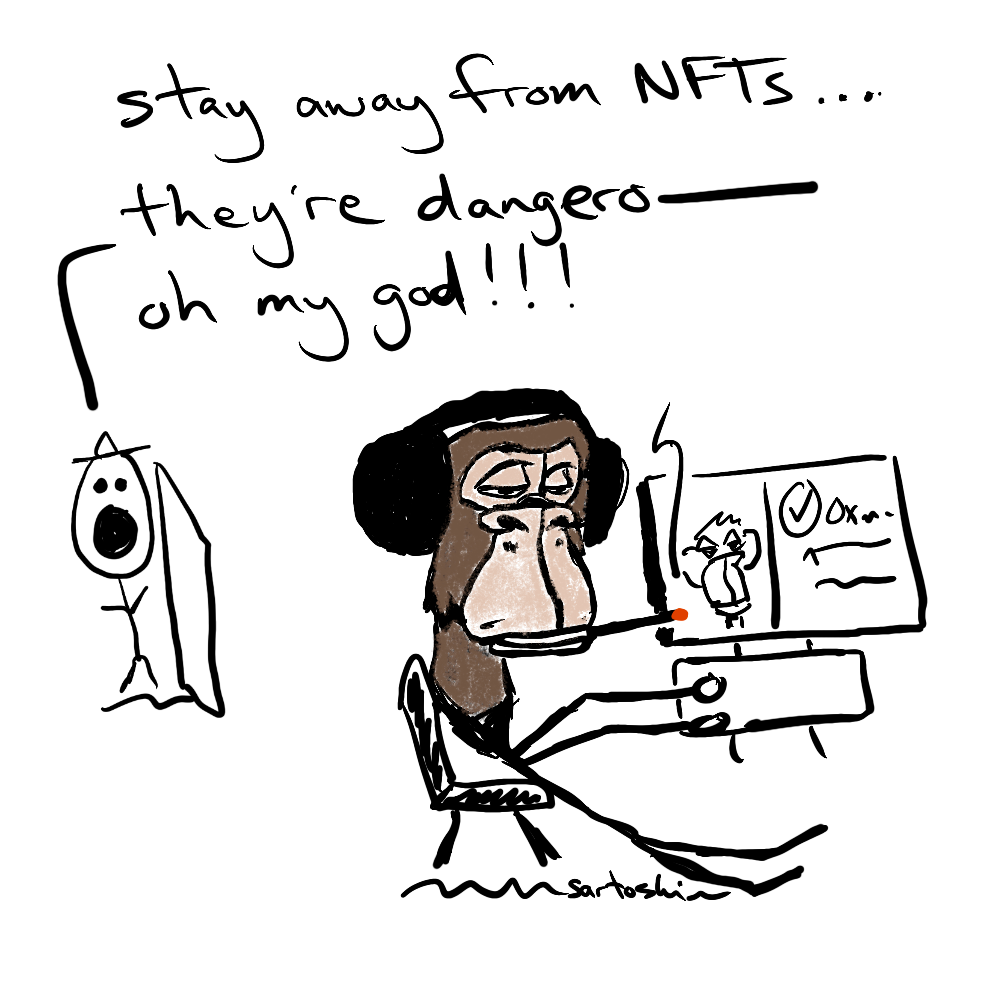 stay away from NFTs....
they're dangero—
oh my god!!!
0x
sartoshi